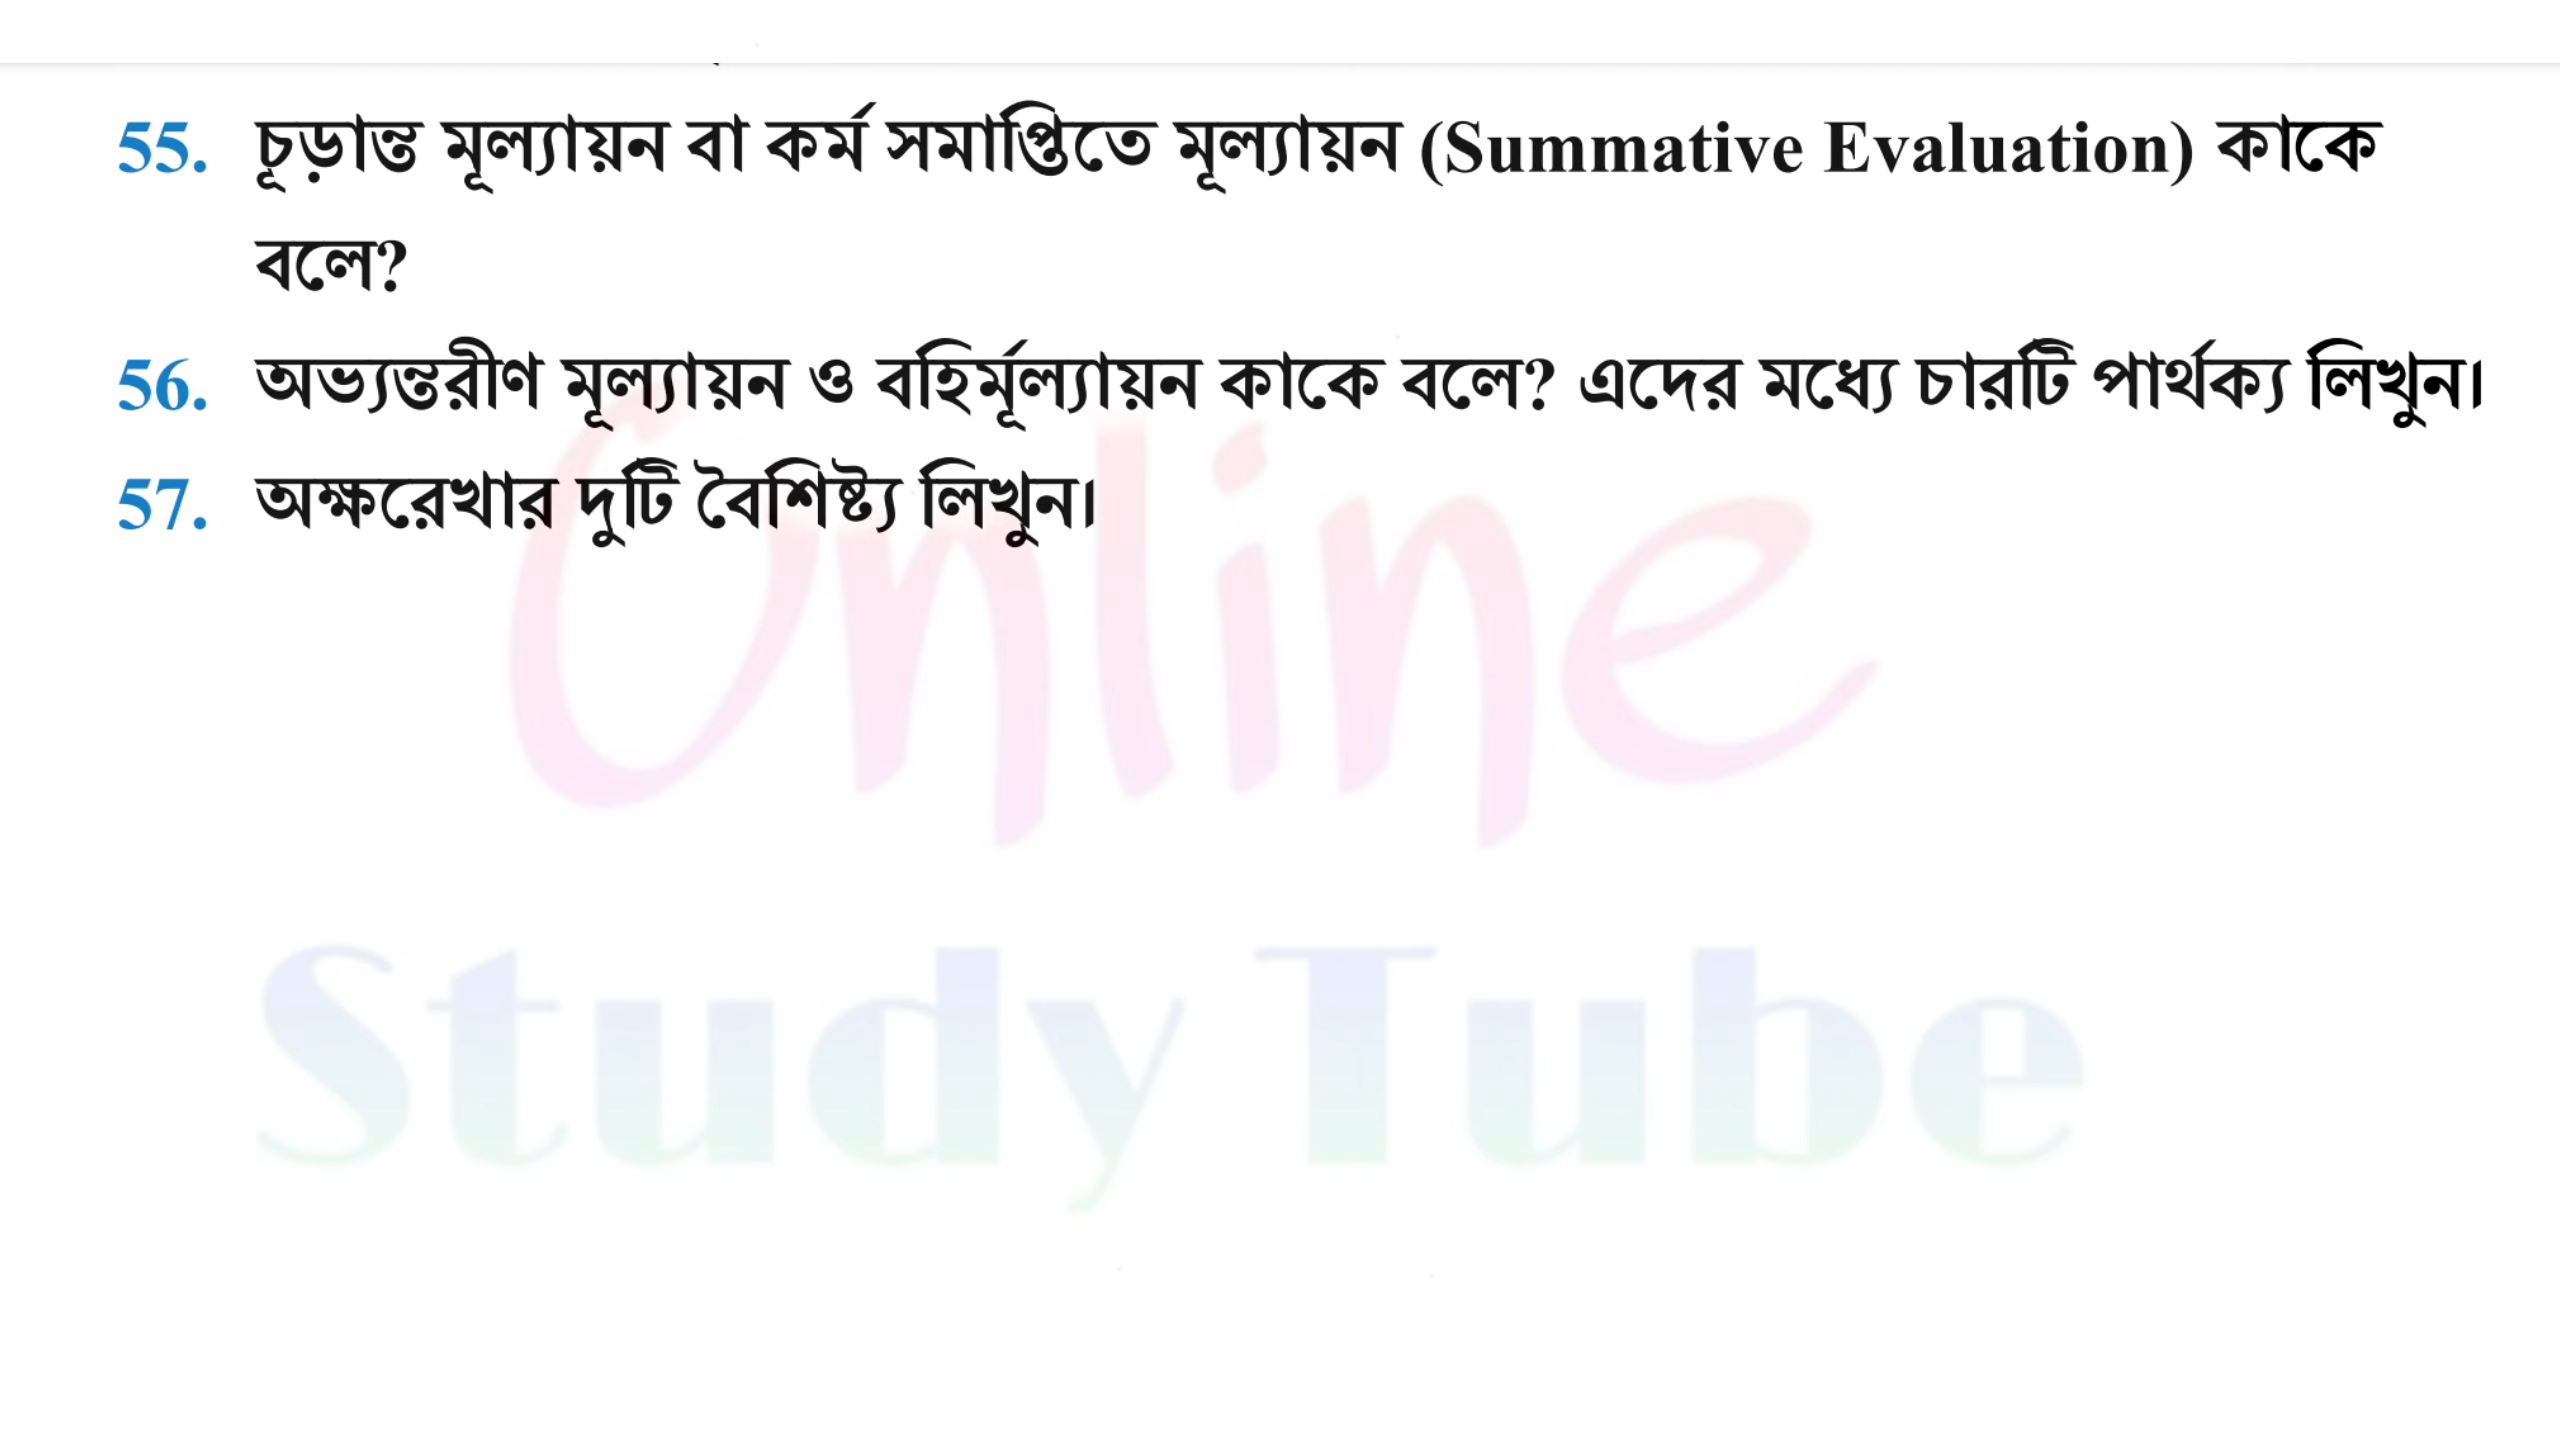 55. চূড়ান্ত মূল্যায়ন বা কর্ম সমাপ্তিতে মূল্যায়ন (Summative Evaluation) কাকে
বলে?
56. অভ্যন্তরীণ মূল্যায়ন ও বহির্মূল্যায়ন কাকে বলে? এদের মধ্যে চারটি পার্থক্য লিখুন।
57. অক্ষরেখার দুটি বৈশিষ্ট্য লিখুন।
Online
Study Tube